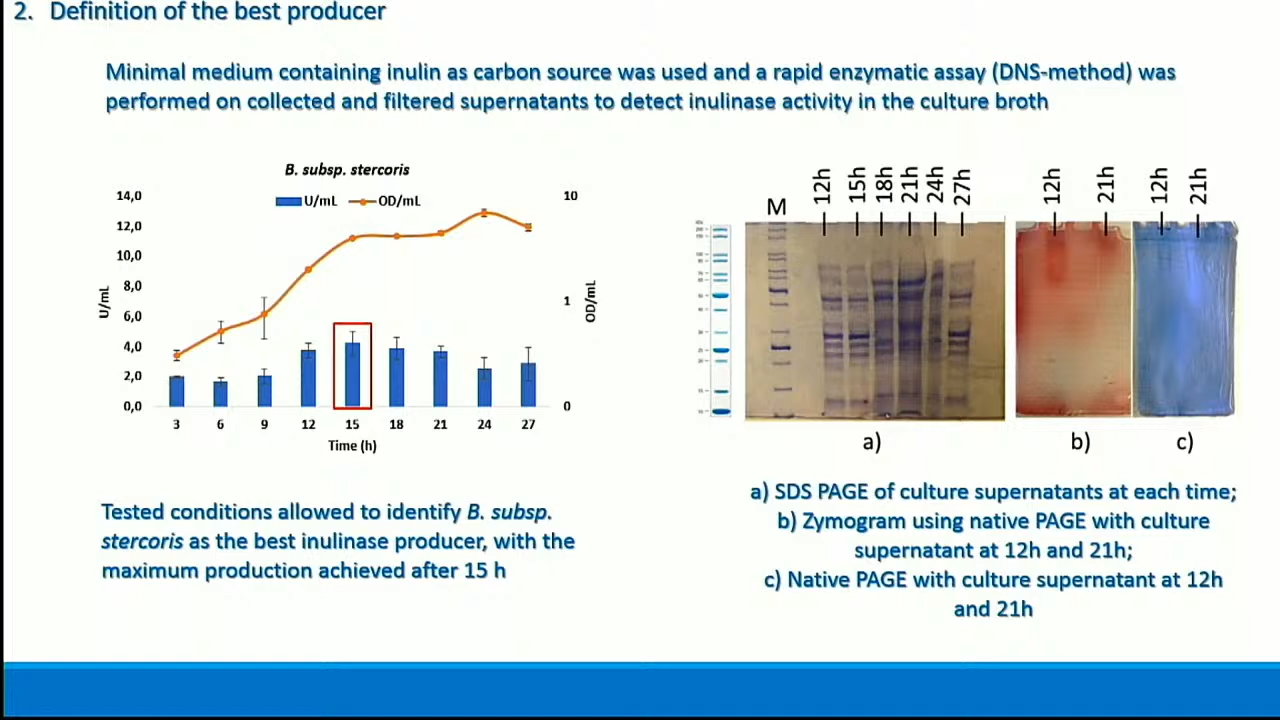 2. Definition of the best producer
Minimal medium containing inulin as carbon source was used and a rapid enzymatic assay (DNS-method) was
performed on collected and filtered supernatants to detect inulinase activity in the culture broth
B. subsp. stercoris
U/mL OD/mL
14,0
12,0
10,0
8,0
6,0
4,0
2,0
0,0
U/mL
10
1
0
OD/mL
3 6 9 12 15 18 21 24 27
Time (h)
Tested conditions allowed to identify B. subsp.
stercoris as the best inulinase producer, with the
maximum production achieved after 15 h
M 12h 15h 18h 21h 24h 27h
12h 21h
12h 21h
a) b) c)
a) SDS PAGE of culture supernatants at each time;
b) Zymogram using native PAGE with culture
supernatant at 12h and 21h;
c) Native PAGE with culture supernatant at 12h
and 21h